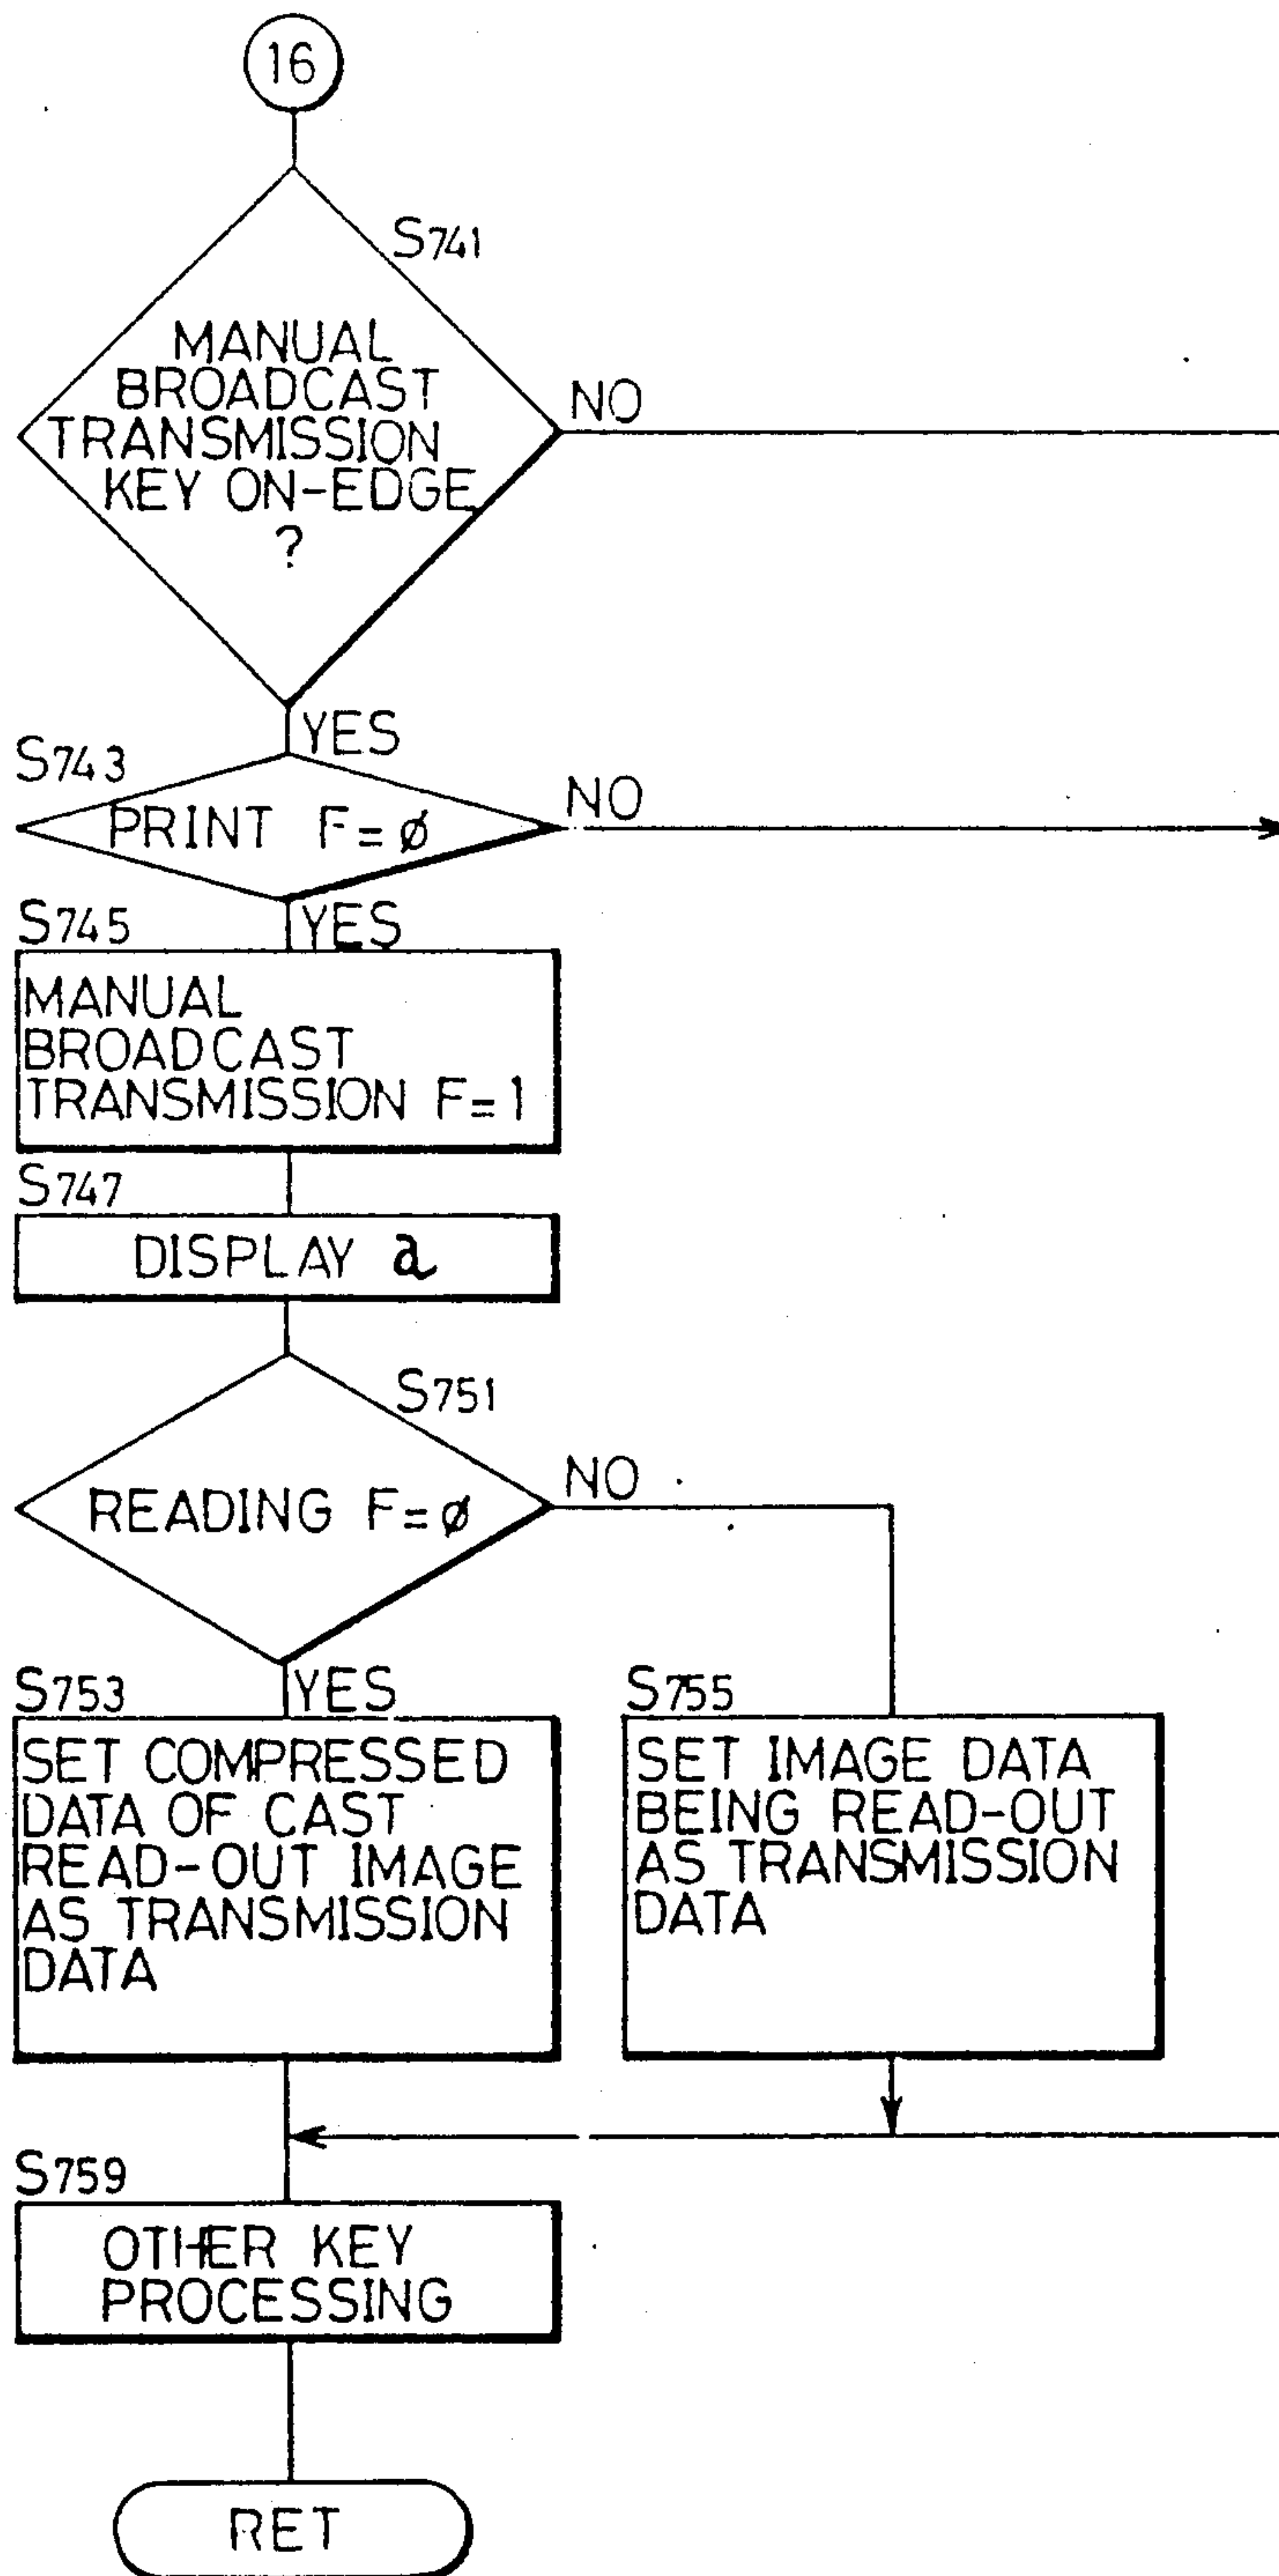 16
S741
MANUAL
BROADCAST
TRANSMISSION
KEY ON-EDGE
?
NO
YES
S743
PRINT F=ø
NO
YES
S745
MANUAL
BROADCAST
TRANSMISSION F=1
S747
DISPLAY a
S751
READING F=ø
NO
YES
S753
SET COMPRESSED
DATA OF CAST
READ-OUT IMAGE
AS TRANSMISSION
DATA
S755
SET IMAGE DATA
BEING READ-OUT
AS TRANSMISSION
DATA
S759
OTHER KEY
PROCESSING
RET